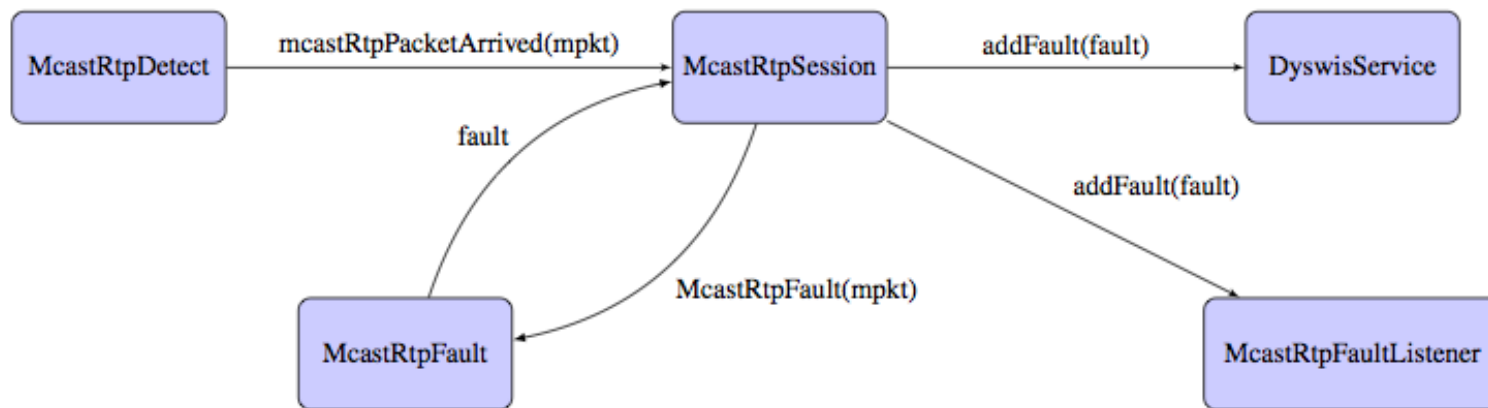 mcastRtpPacketArrived(mpkt)
addFault(fault)
McastRtpDetect
McastRtpSession
DyswisService
fault
addFault(fault)
McastRtpFault(mpkt)
McastRtpFault
McastRtpFaultListener